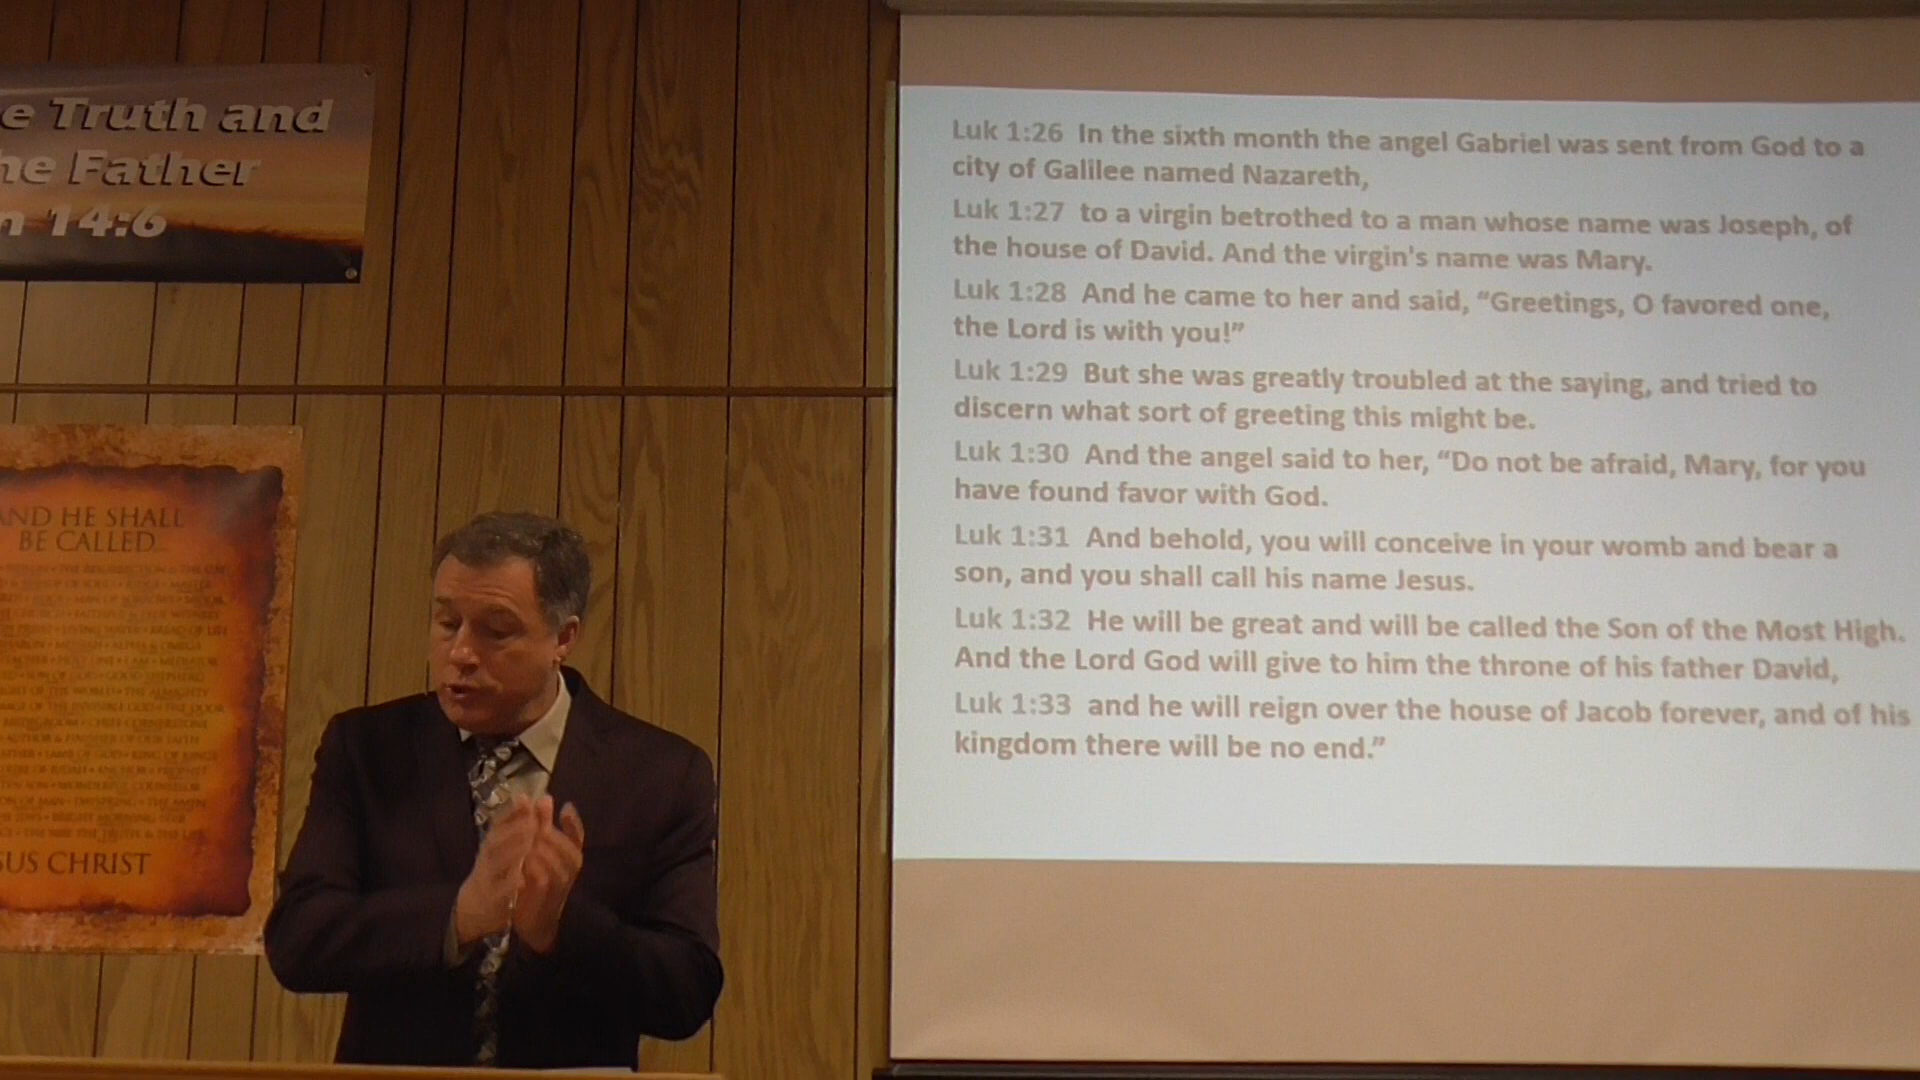 e Truth and
he Father
n 14:6
AND HE SHALL
BE CALLED...
SUS CHRIST
Luk 1:26 In the sixth month the angel Gabriel was sent from God to a
city of Galilee named Nazareth,
Luk 1:27 to a virgin betrothed to a man whose name was Joseph, of
the house of David. And the virgin's name was Mary.
Luk 1:28 And he came to her and said, “Greetings, O favored one,
the Lord is with you!”
Luk 1:29 But she was greatly troubled at the saying, and tried to
discern what sort of greeting this might be.
Luk 1:30 And the angel said to her, “Do not be afraid, Mary, for you
have found favor with God.
Luk 1:31 And behold, you will conceive in your womb and bear a
son, and you shall call his name Jesus.
Luk 1:32 He will be great and will be called the Son of the Most High.
And the Lord God will give to him the throne of his father David,
Luk 1:33 and he will reign over the house of Jacob forever, and of his
kingdom there will be no end.”